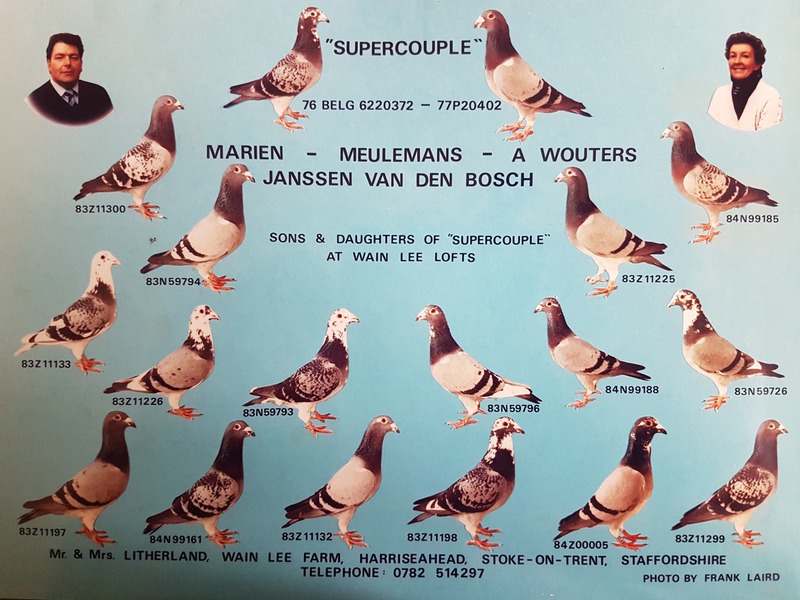 "SUPERCOUPLE"
76 BELG 6220372 – 77P20402
MARIEN - MEULEMANS - A WOUTERS
JANSSEN VAN DEN BOSCH
83Z11300
84N99185
SONS & DAUGHTERS OF "SUPERCOUPLE"
AT WAIN LEE LOFTS
83N59794
83Z11225
83Z11133
83Z11226
83N59793
83N59796
84N99188
83N59726
83Z11197
84N99161
83Z11132
83Z11198
84Z00005
83Z11299
Mr. & Mrs. LITHERLAND, WAIN LEE FARM, HARRISEAHEAD, STOKE-ON-TRENT, STAFFORDSHIRE
TELEPHONE: 0782 514297
PHOTO BY FRANK LAIRD